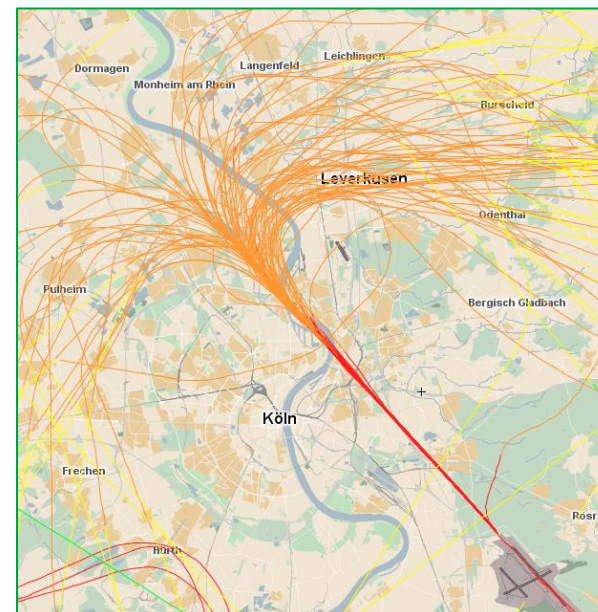 Leichlingen
Langenfeld
Dormagen
Monheim am Rhein
Burscheid
Leverkusen
Odenthal
Pulheim
Bergisch Gladbach
Köln
Frechen
Rösr
Hürth